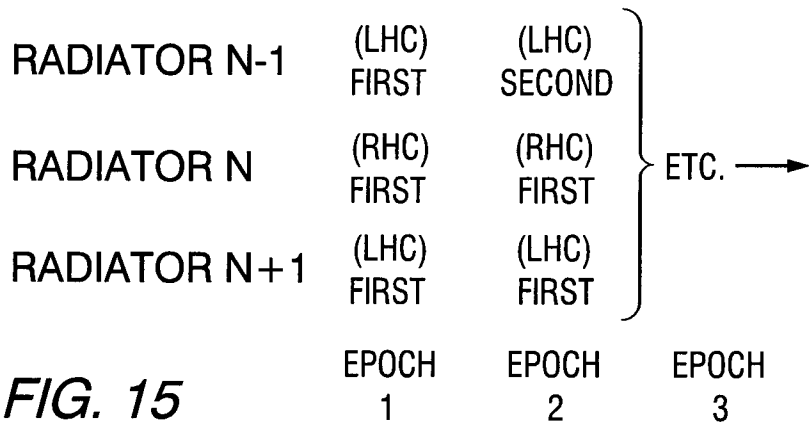 (LHC) (LHC)
RADIATOR N-1
FIRST SECOND
(RHC) (RHC)
RADIATOR N ETC.
FIRST FIRST
(LHC) (LHC)
RADIATOR N+1
FIRST FIRST
EPOCH EPOCH EPOCH
FIG. 15
1 2 3